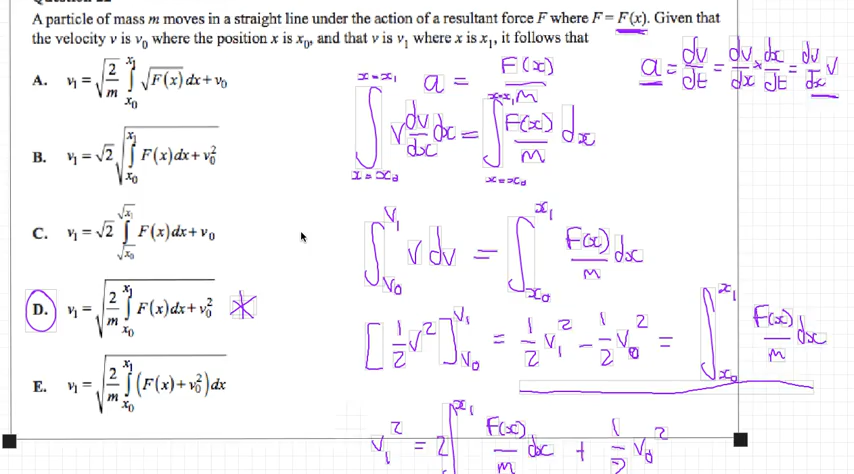 A particle of mass m moves in a straight line under the action of a resultant force F where F = F(x). Given that
the velocity v is v₀ where the position x is x₀, and that v is v₁ where x is x₁, it follows that
A. v₁ = √(2/m) ∫_{x₀}^{x₁} √F(x) dx + v₀
B. v₁ = √2 √(∫_{x₀}^{x₁} F(x)dx + v₀²)
C. v₁ = √2 ∫_{√x₀}^{√x₁} F(x)dx + v₀
D. v₁ = √(2/m ∫_{x₀}^{x₁} F(x)dx + v₀²) *
E. v₁ = √(2/m ∫_{x₀}^{x₁} (F(x) + v₀²)dx)
a = dv/dt = dv/dx × dx/dt = dv/dx v
a = F(x)/m
∫_{x=x₀}^{x=x₁} v dv/dx dx = ∫_{x=x₀}^{x=x₁} F(x)/m dx
∫_{v₀}^{v₁} v dv = ∫_{x₀}^{x₁} F(x)/m dx
[1/2 v²]_{v₀}^{v₁} = 1/2 v₁² − 1/2 v₀² = ∫_{x₀}^{x₁} F(x)/m dx
v₁² = 2 ∫^{x₁} F(x)/m dx + 1/2 v₀²